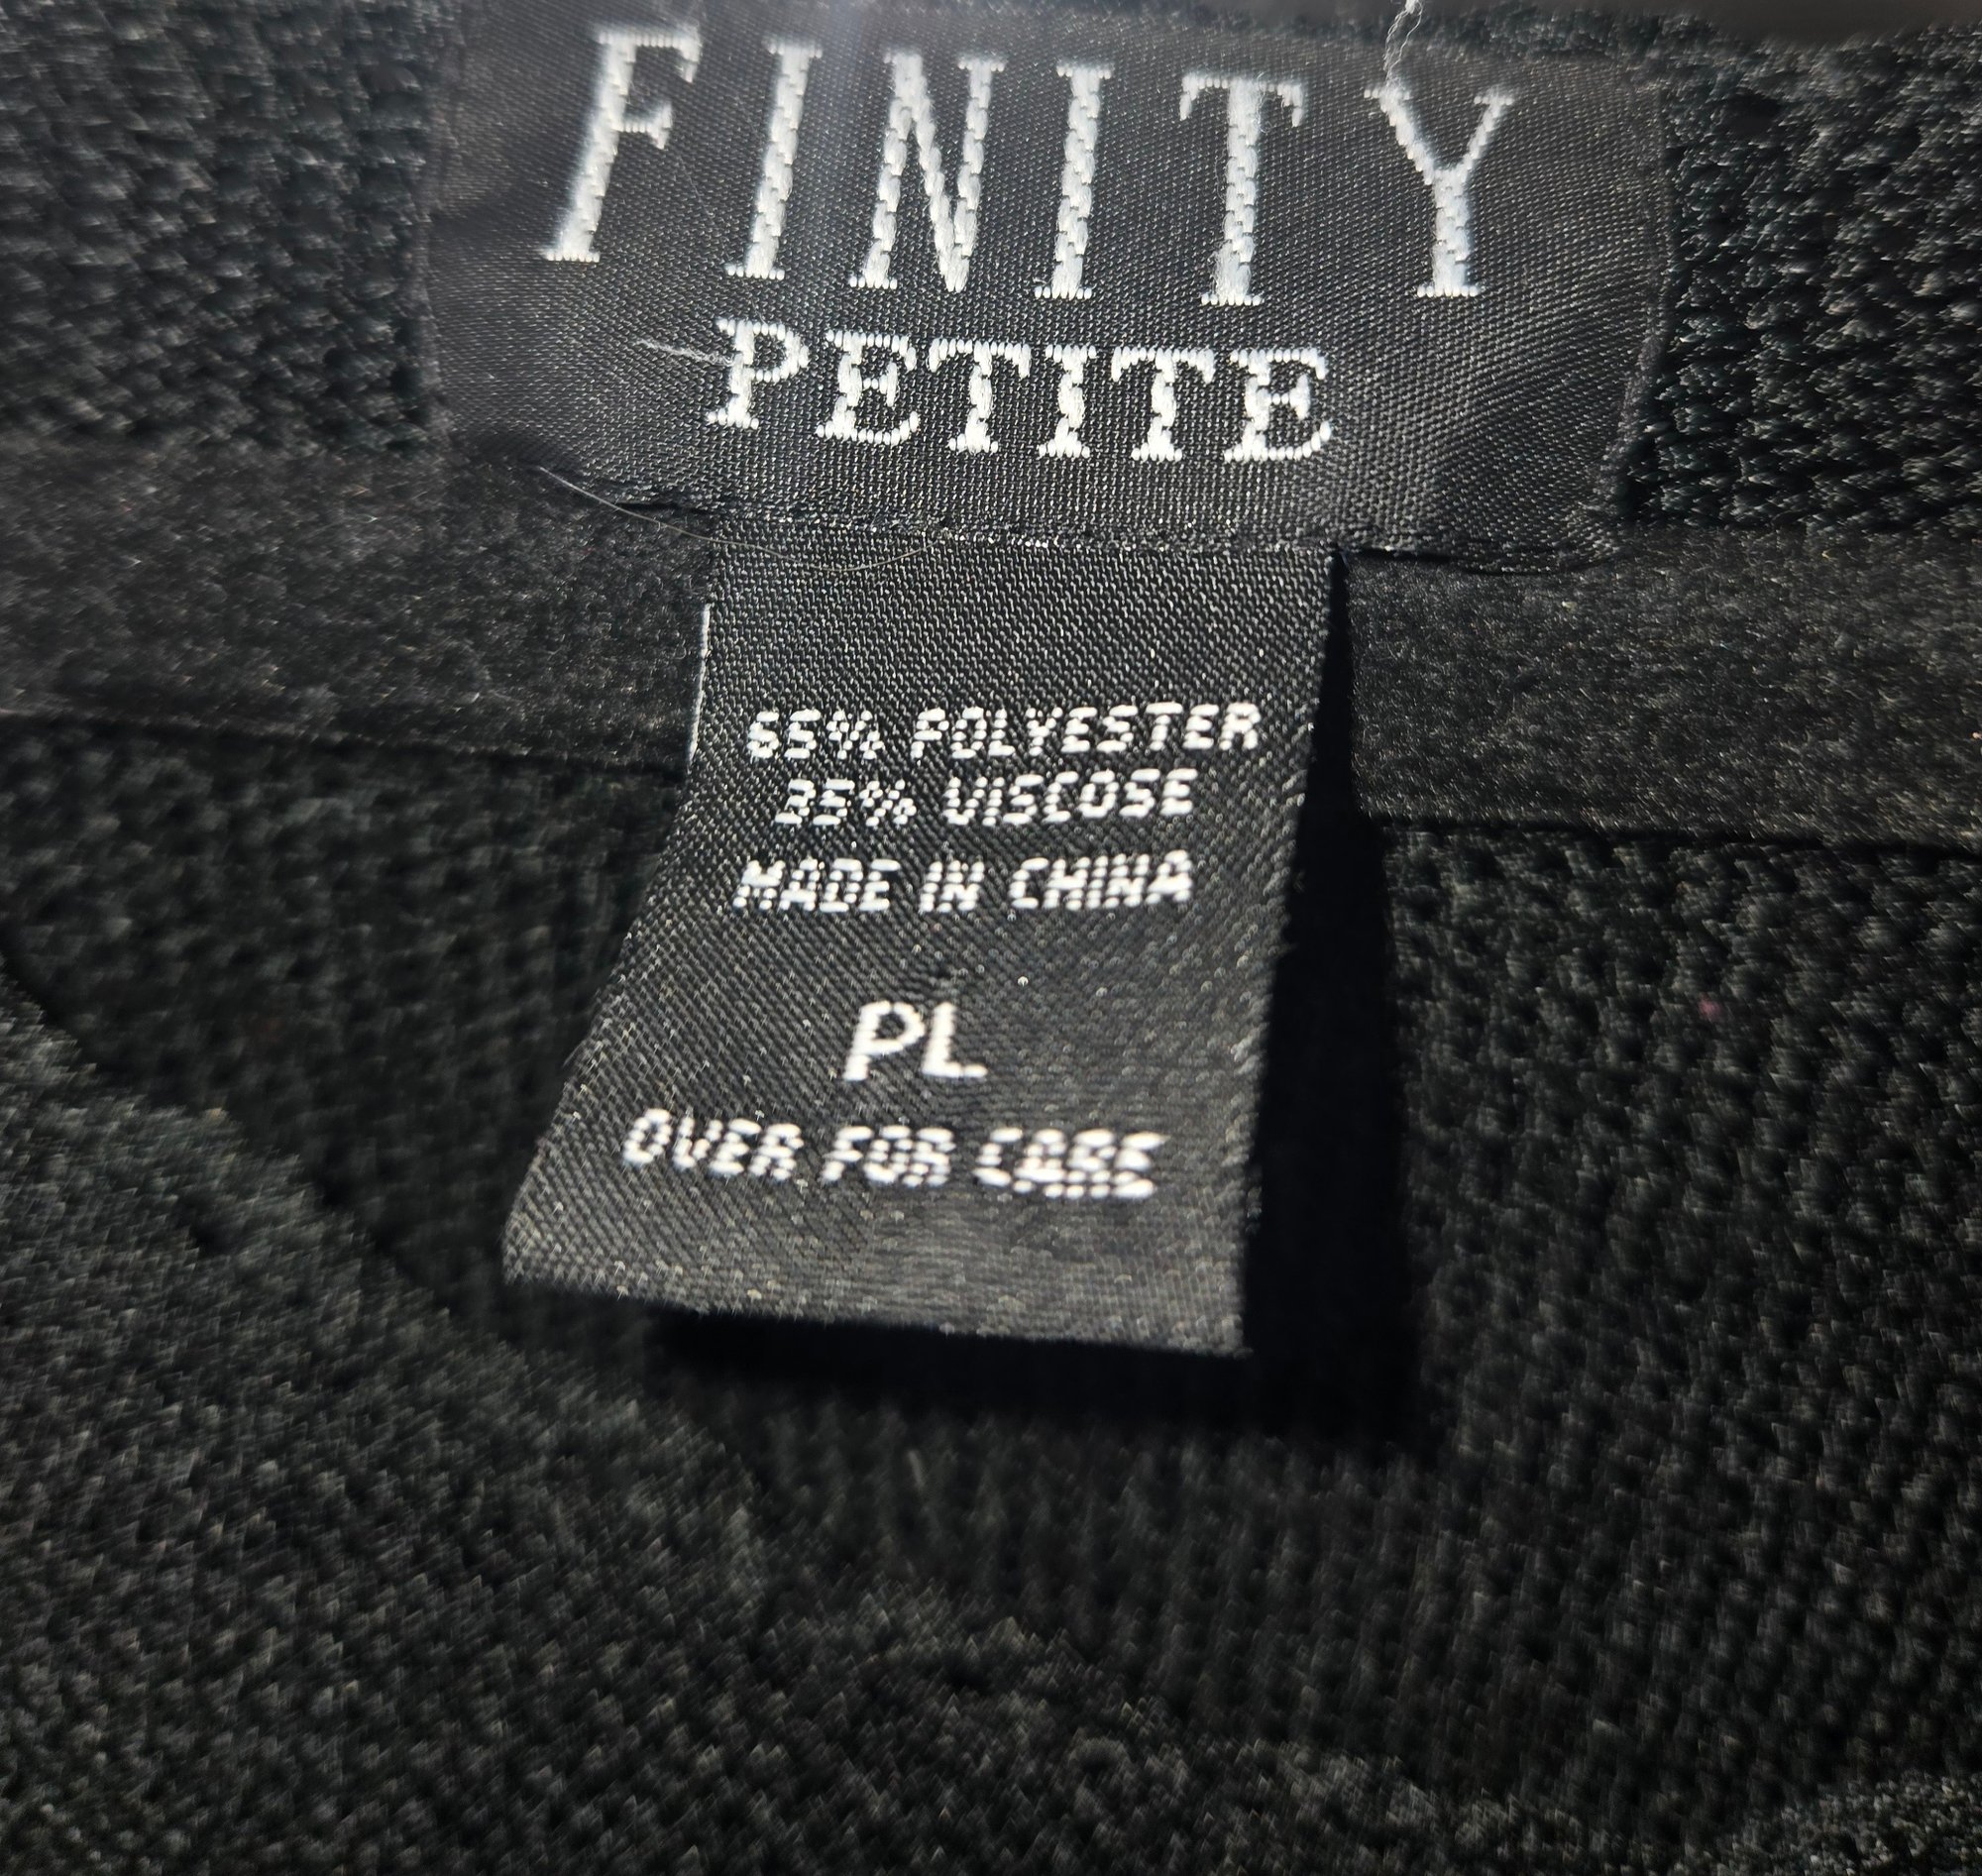 FINITY
PETITE
65% POLYESTER
35% VISCOSE
MADE IN CHINA
PL
OVER FOR CARE